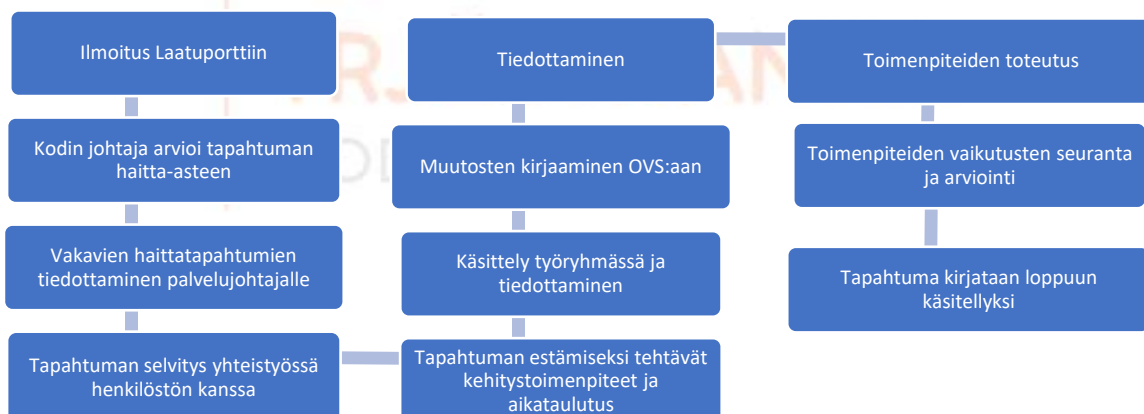 Ilmoitus Laatuporttiin
Kodin johtaja arvioi tapahtuman
haitta-asteen
Vakavien haittatapahtumien
tiedottaminen palvelujohtajalle
Tapahtuman selvitys yhteistyössä
henkilöstön kanssa
Tapahtuman estämiseksi tehtävät
kehitystoimenpiteet ja
aikataulutus
Käsittely työryhmässä ja
tiedottaminen
Muutosten kirjaaminen OVS:aan
Tiedottaminen
Toimenpiteiden toteutus
Toimenpiteiden vaikutusten seuranta
ja arviointi
Tapahtuma kirjataan loppuun
käsitellyksi